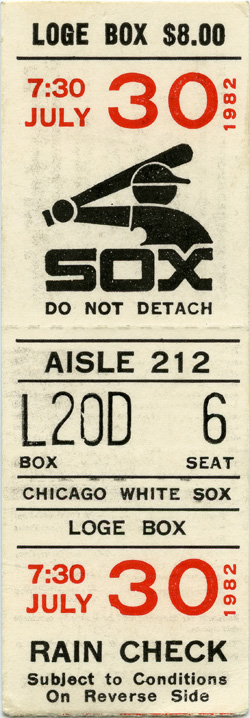 LOGE BOX $8.00
7:30
JULY 30 1982
SOX
DO NOT DETACH
AISLE 212
L20D 6
BOX SEAT
CHICAGO WHITE SOX
LOGE BOX
7:30
JULY 30 1982
RAIN CHECK
Subject to Conditions
On Reverse Side